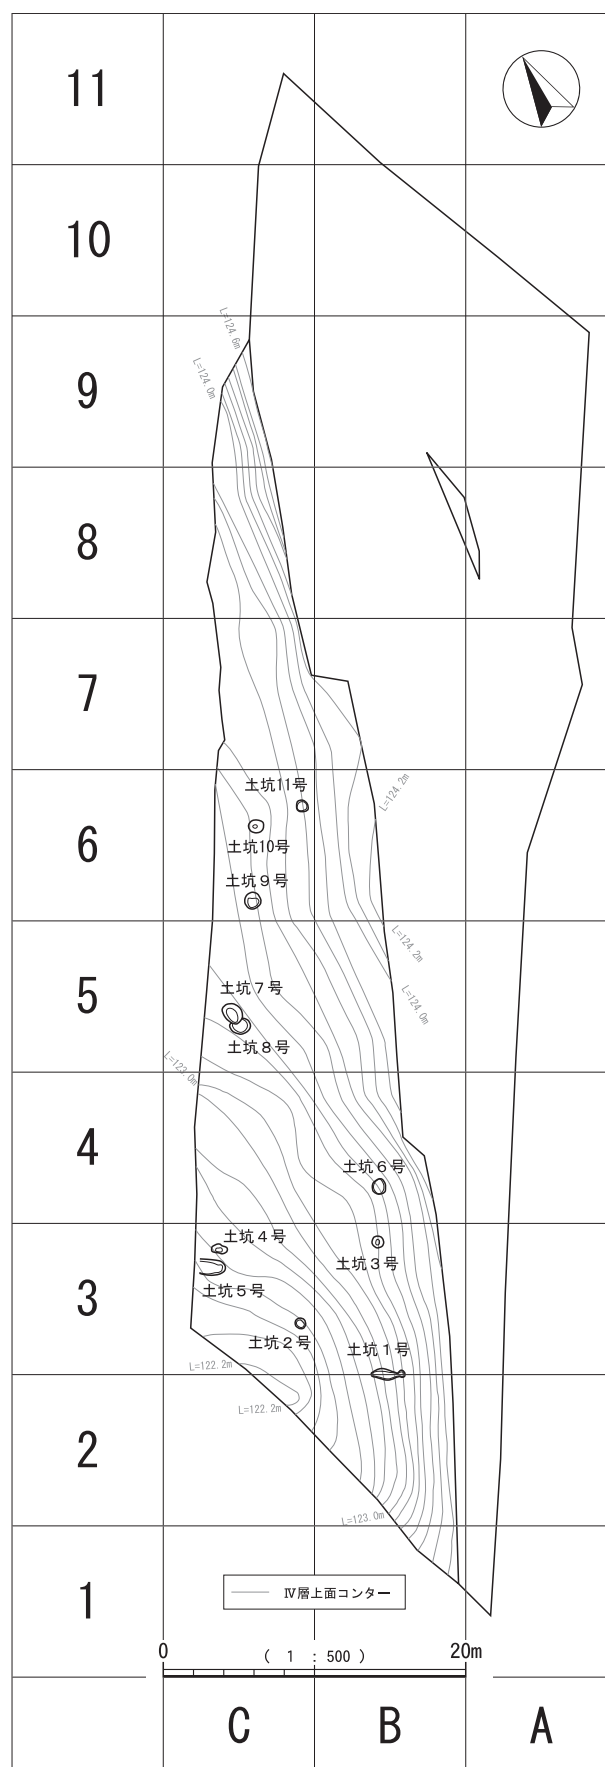 11
10
L=124.6m
L=124.0m
9
8
7
L=124.2m
土坑11号
6
土坑10号
土坑9号
L=124.2m
5
土坑7号
L=124.0m
土坑8号
L=123.0m
4
土坑6号
土坑4号
土坑3号
3
土坑5号
土坑2号
土坑1号
L=122.2m
L=122.2m
2
L=123.0m
1
Ⅳ層上面コンター
0 ( 1 : 500 ) 20m
C B A